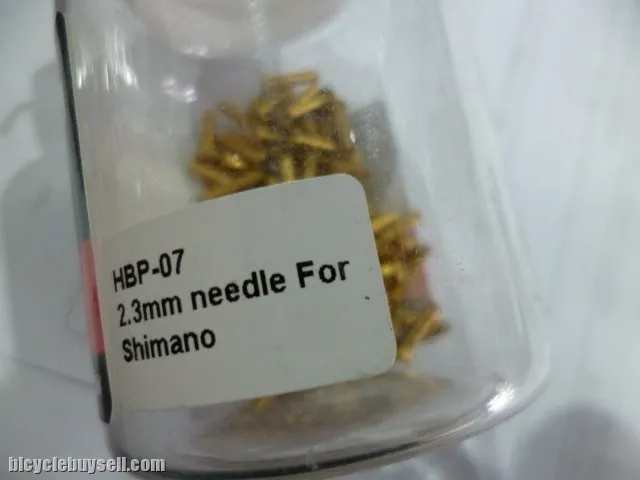 HBP-07
2.3mm needle For
Shimano
bicyclebuysell.com